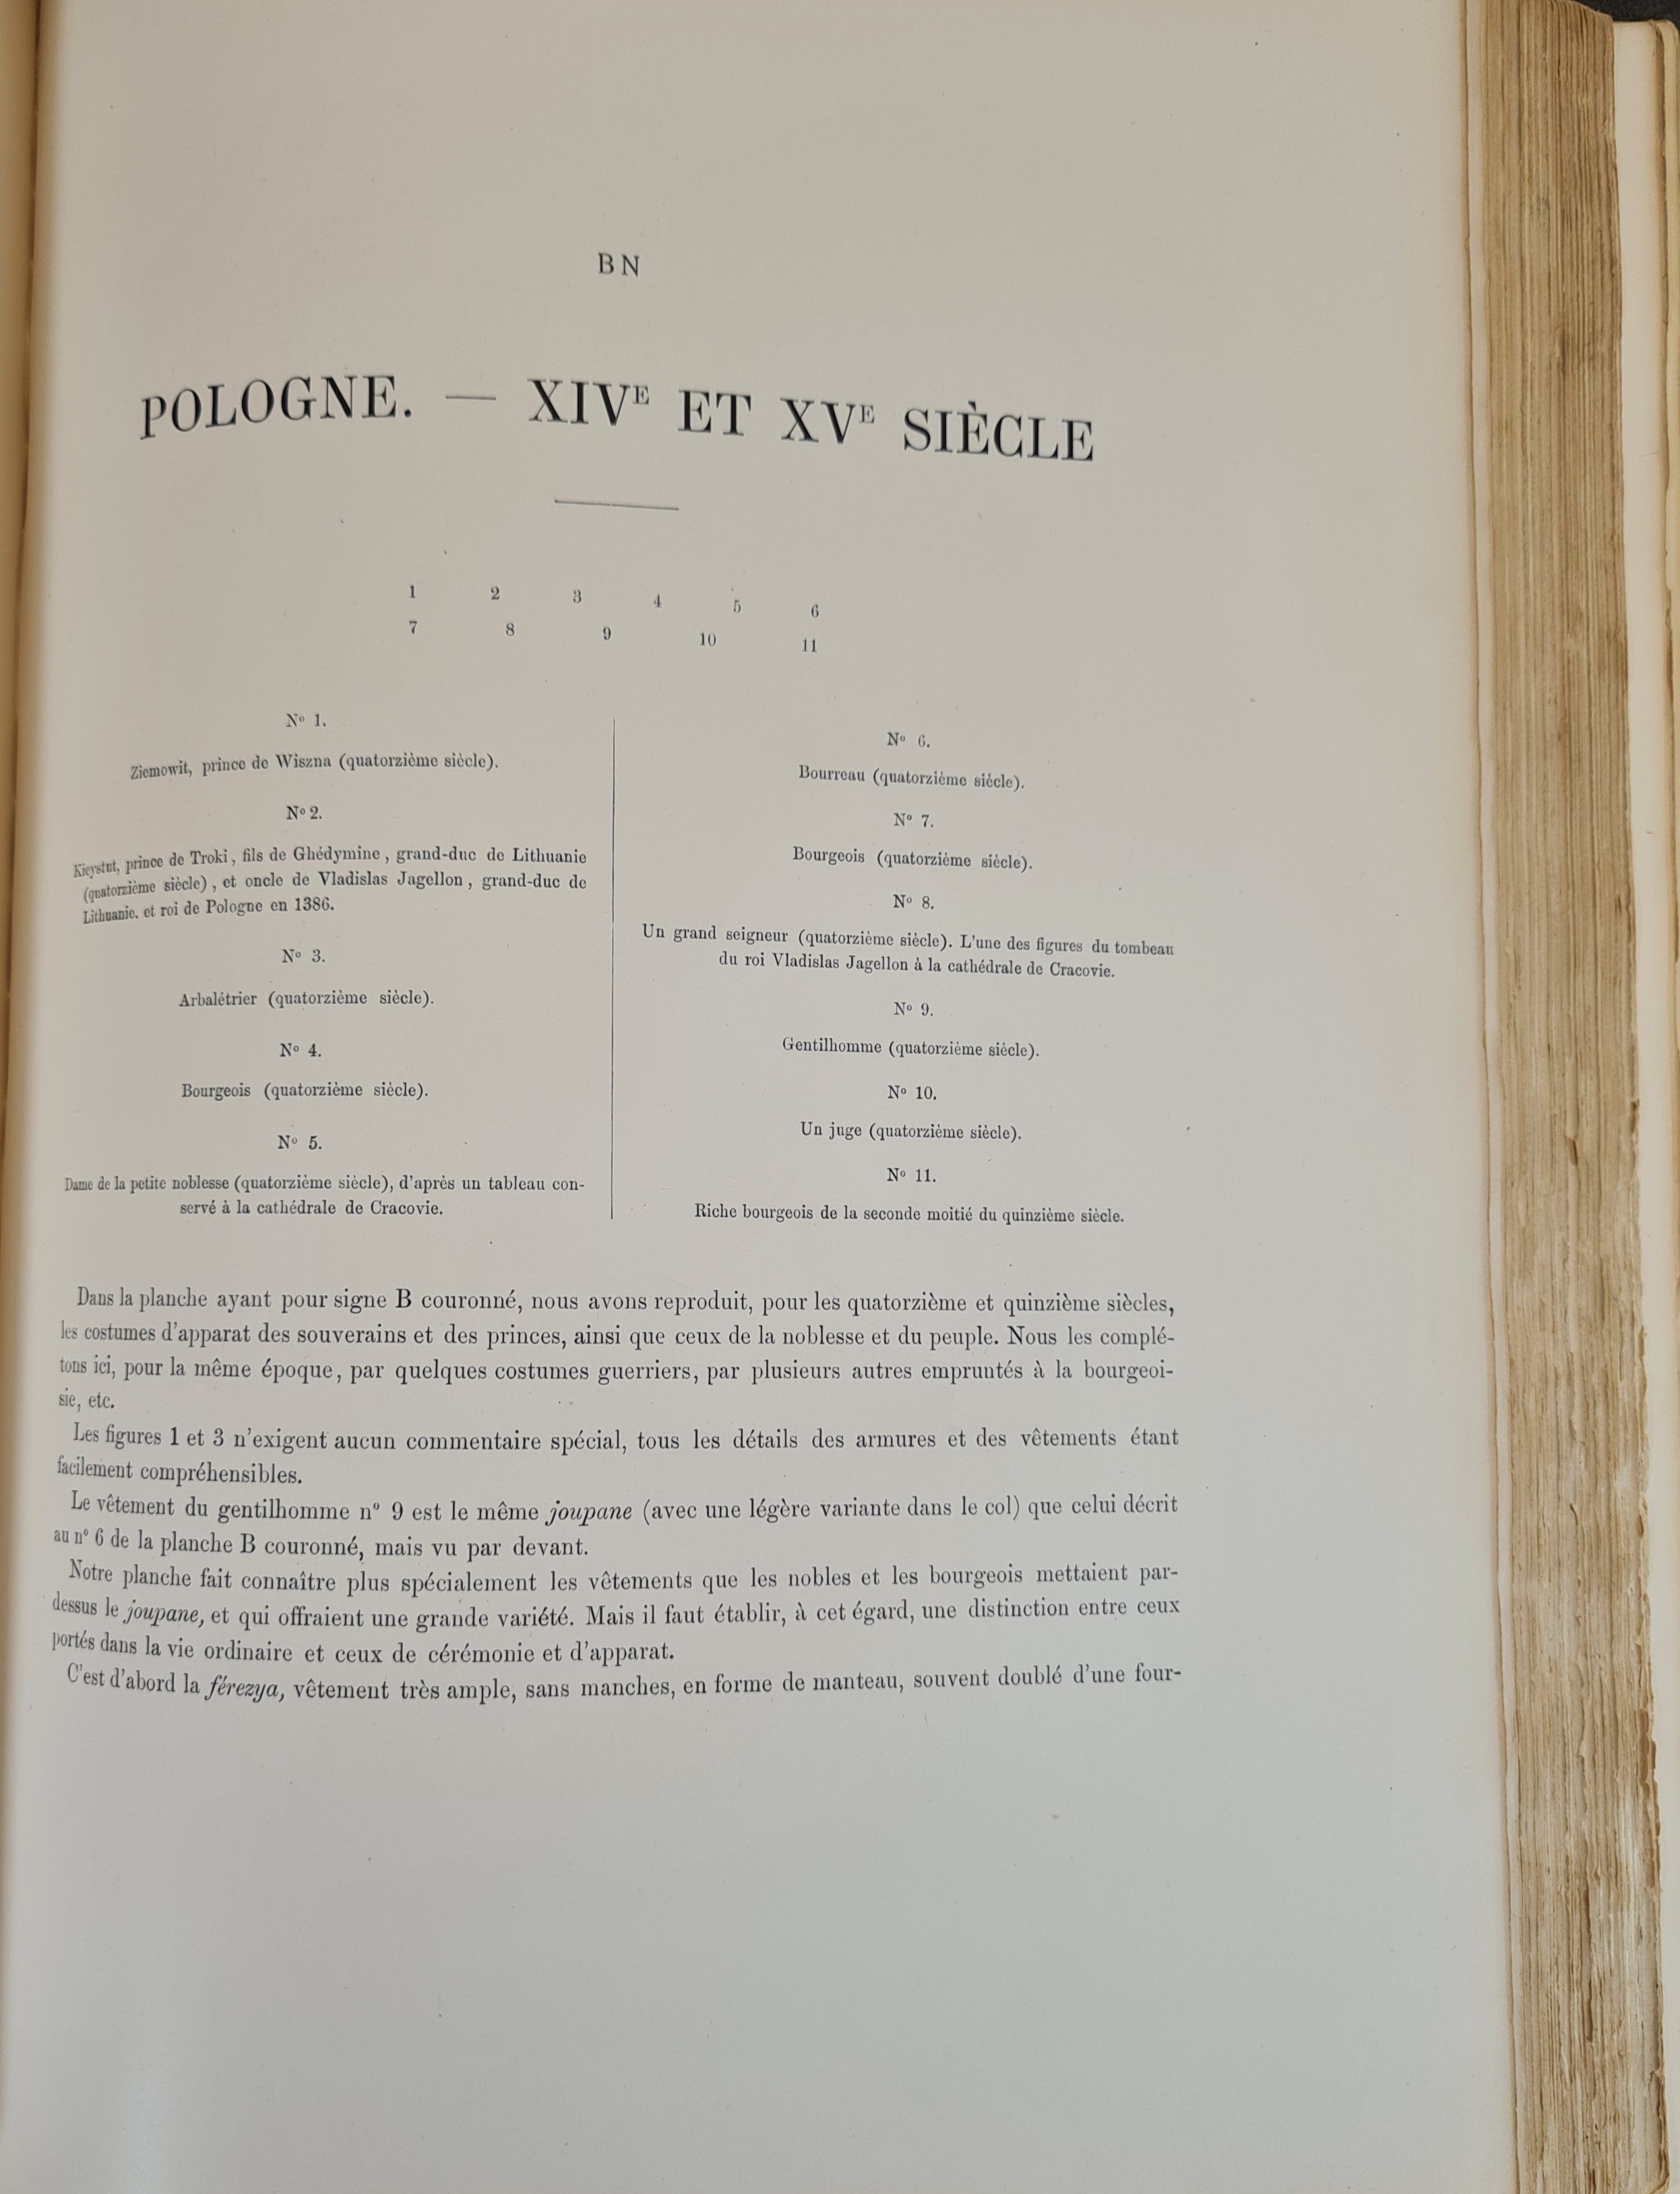 BN
POLOGNE. — XIVE ET XVE SIÈCLE
1 2 3 4 5 6
7 8 9 10 11
No 1.
Ziemowit, prince de Wiszna (quatorzième siècle).
No 2.
Kieystut, prince de Troki, fils de Ghédymine, grand-duc de Lithuanie
(quatorzième siècle), et oncle de Vladislas Jagellon, grand-duc de
Lithuanie. et roi de Pologne en 1386.
No 3.
Arbalétrier (quatorzième siècle).
No 4.
Bourgeois (quatorzième siècle).
No 5.
Dame de la petite noblesse (quatorzième siècle), d'après un tableau con-
servé à la cathédrale de Cracovie.
No 6.
Bourreau (quatorzième siècle).
No 7.
Bourgeois (quatorzième siècle).
No 8.
Un grand seigneur (quatorzième siècle). L'une des figures du tombeau
du roi Vladislas Jagellon à la cathédrale de Cracovie.
No 9.
Gentilhomme (quatorzième siècle).
No 10.
Un juge (quatorzième siècle).
No 11.
Riche bourgeois de la seconde moitié du quinzième siècle.
Dans la planche ayant pour signe B couronné, nous avons reproduit, pour les quatorzième et quinzième siècles,
les costumes d'apparat des souverains et des princes, ainsi que ceux de la noblesse et du peuple. Nous les complé-
tons ici, pour la même époque, par quelques costumes guerriers, par plusieurs autres empruntés à la bourgeoi-
sie, etc.
Les figures 1 et 3 n'exigent aucun commentaire spécial, tous les détails des armures et des vêtements étant
facilement compréhensibles.
Le vêtement du gentilhomme n° 9 est le même joupane (avec une légère variante dans le col) que celui décrit
au n° 6 de la planche B couronné, mais vu par devant.
Notre planche fait connaître plus spécialement les vêtements que les nobles et les bourgeois mettaient par-
dessus le joupane, et qui offraient une grande variété. Mais il faut établir, à cet égard, une distinction entre ceux
portés dans la vie ordinaire et ceux de cérémonie et d'apparat.
C'est d'abord la férezya, vêtement très ample, sans manches, en forme de manteau, souvent doublé d'une four-